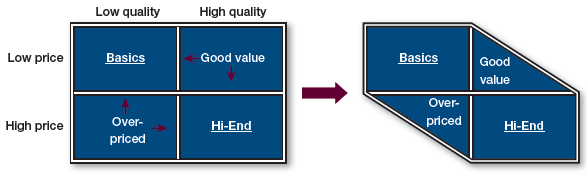 Low quality High quality
Low price
Basics
Good value
High price
Over-
priced
Hi-End
Basics
Good
value
Over-
priced
Hi-End